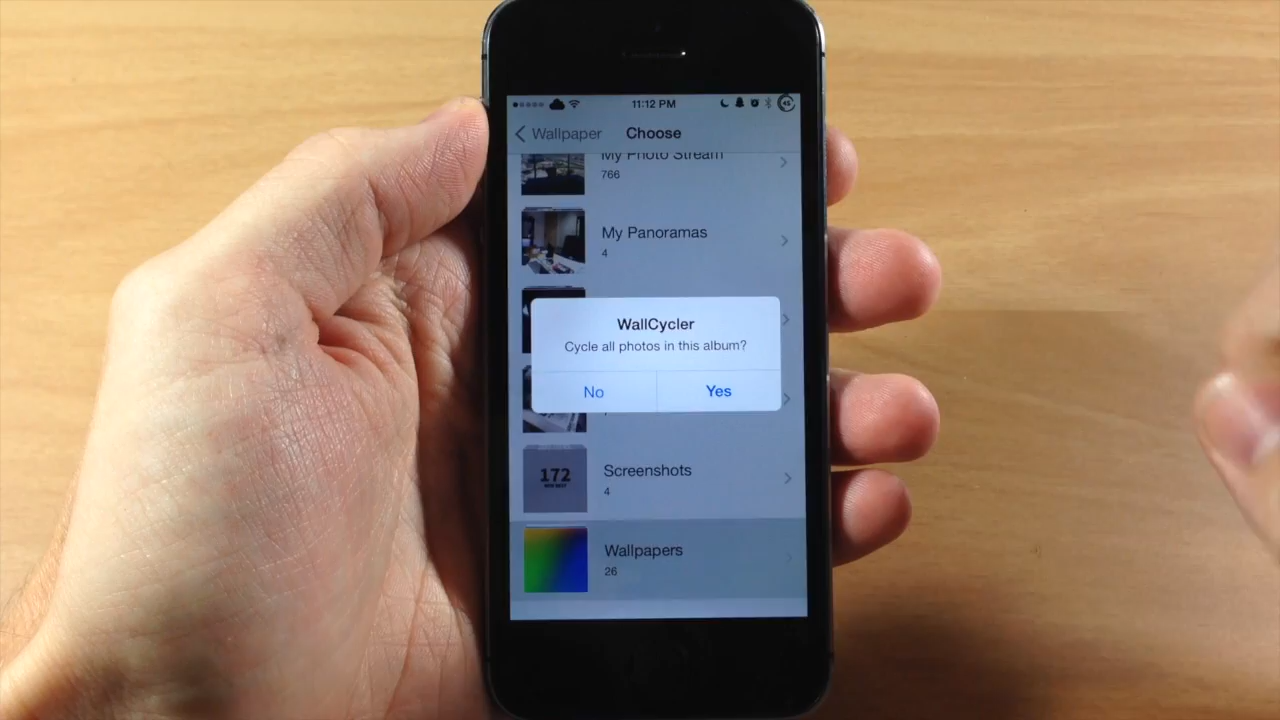 11:12 PM
45
Wallpaper Choose
My Photo Stream
766
My Panoramas
4
WallCycler
Cycle all photos in this album?
No Yes
172
Screenshots
4
Wallpapers
26